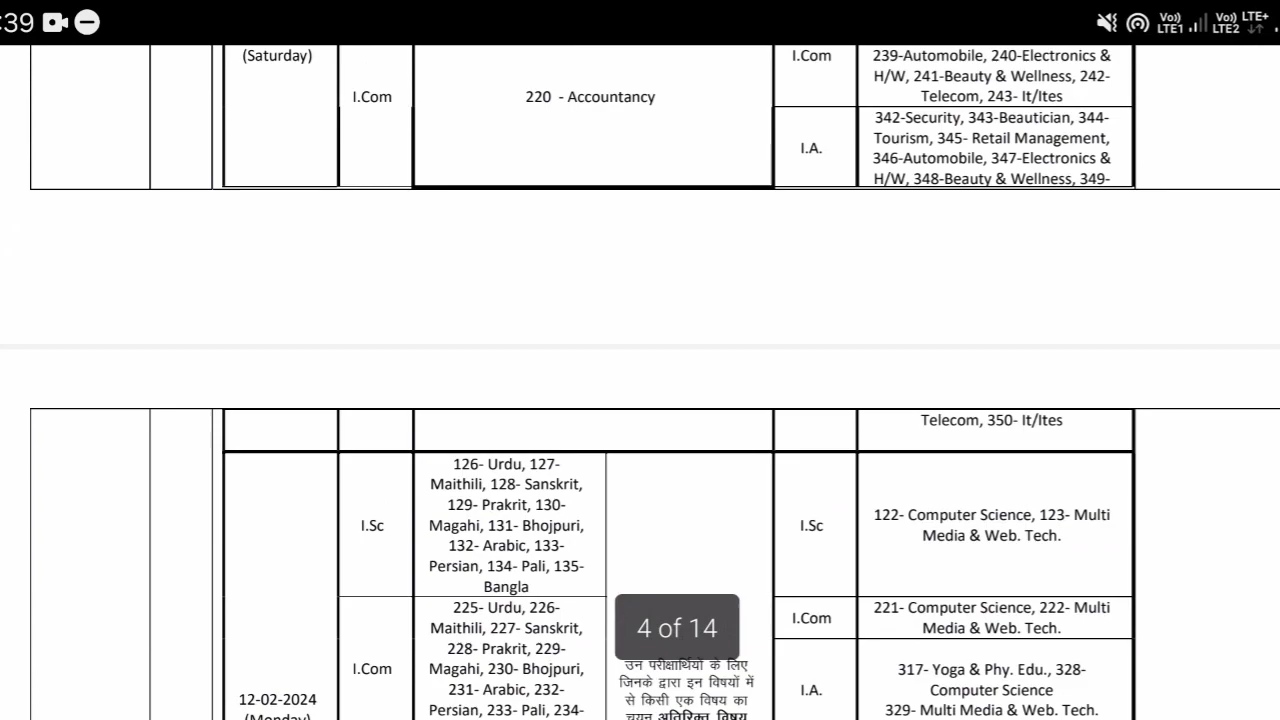 :39
LTE1
LTE2
LTE+
(Saturday)
I.Com
220 - Accountancy
I.Com
239-Automobile, 240-Electronics &
H/W, 241-Beauty & Wellness, 242-
Telecom, 243- It/Ites
I.A.
342-Security, 343-Beautician, 344-
Tourism, 345- Retail Management,
346-Automobile, 347-Electronics &
H/W, 348-Beauty & Wellness, 349-
Telecom, 350- It/Ites
12-02-2024
(Monday)
I.Sc
126- Urdu, 127-
Maithili, 128- Sanskrit,
129- Prakrit, 130-
Magahi, 131- Bhojpuri,
132- Arabic, 133-
Persian, 134- Pali, 135-
Bangla
I.Sc
122- Computer Science, 123- Multi
Media & Web. Tech.
I.Com
225- Urdu, 226-
Maithili, 227- Sanskrit,
228- Prakrit, 229-
Magahi, 230- Bhojpuri,
231- Arabic, 232-
Persian, 233- Pali, 234-
4 of 14
उन परीक्षार्थियों के लिए
जिनके द्वारा इन विषयों में
से किसी एक विषय का
चयन अतिरिक्त विषय
I.Com
221- Computer Science, 222- Multi
Media & Web. Tech.
I.A.
317- Yoga & Phy. Edu., 328-
Computer Science
329- Multi Media & Web. Tech.